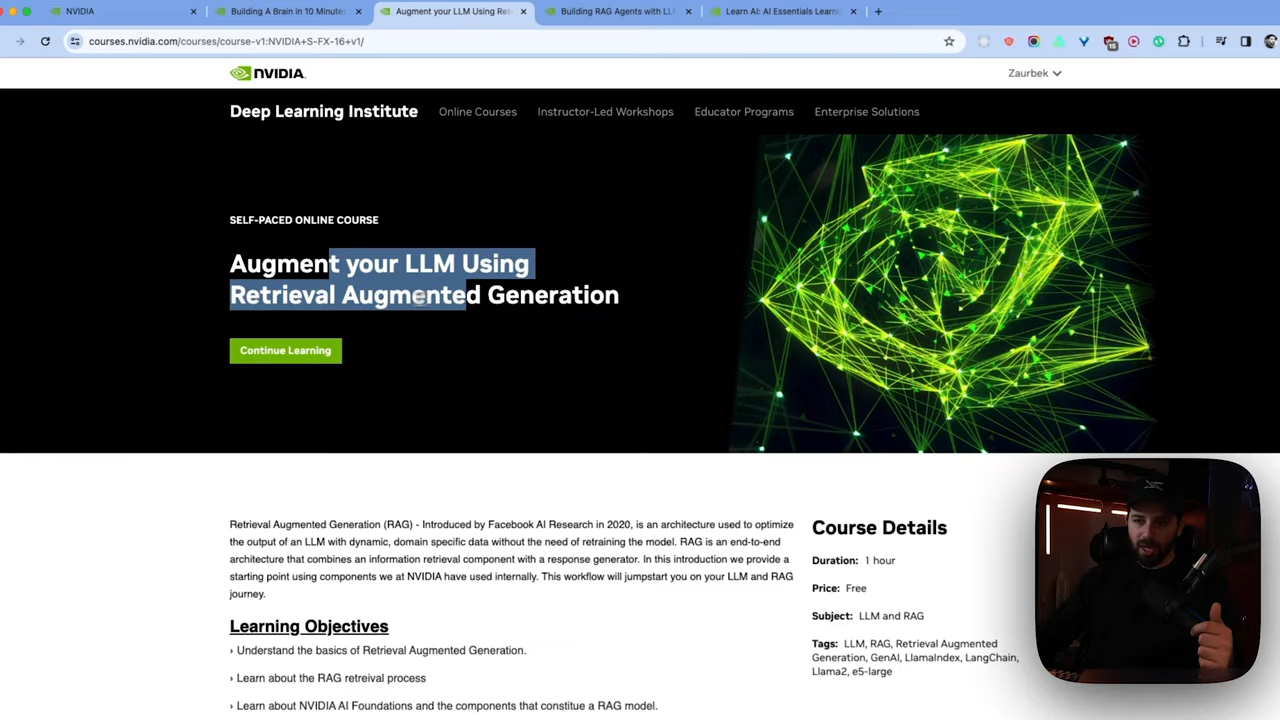 NVIDIA
Building A Brain in 10 Minutes
Augment your LLM Using Ret
Building RAG Agents with LL
Learn AI: AI Essentials Learni
courses.nvidia.com/courses/course-v1:NVIDIA+S-FX-16+v1/
15
NVIDIA.
Zaurbek
Deep Learning Institute
Online Courses
Instructor-Led Workshops
Educator Programs
Enterprise Solutions
SELF-PACED ONLINE COURSE
Augment your LLM Using
Retrieval Augmented Generation
Continue Learning
Retrieval Augmented Generation (RAG) - Introduced by Facebook AI Research in 2020, is an architecture used to optimize
the output of an LLM with dynamic, domain specific data without the need of retraining the model. RAG is an end-to-end
architecture that combines an information retrieval component with a response generator. In this introduction we provide a
starting point using components we at NVIDIA have used internally. This workflow will jumpstart you on your LLM and RAG
journey.
Learning Objectives
› Understand the basics of Retrieval Augmented Generation.
› Learn about the RAG retreival process
› Learn about NVIDIA AI Foundations and the components that constitue a RAG model.
Course Details
Duration: 1 hour
Price: Free
Subject: LLM and RAG
Tags: LLM, RAG, Retrieval Augmented
Generation, GenAI, LlamaIndex, LangChain,
Llama2, e5-large